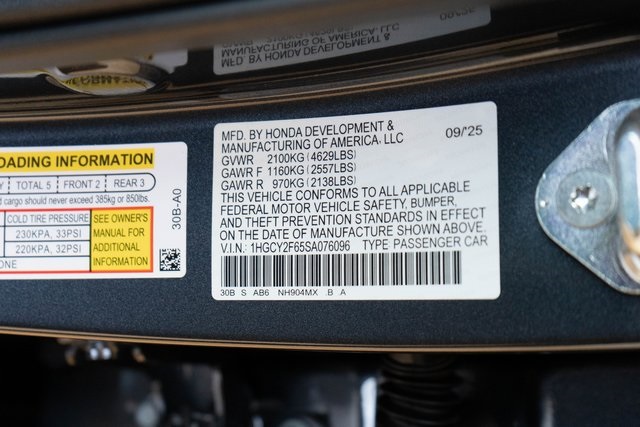 MANUFACTURING OF AMERICA, LLC
MFD. BY HONDA DEVELOPMENT &
OADING INFORMATION
Y TOTAL 5 FRONT 2 REAR 3
d cargo should never exceed 385kg or 850lbs.
COLD TIRE PRESSURE
230KPA, 33PSI
220KPA, 32PSI
ONE
SEE OWNER'S
MANUAL FOR
ADDITIONAL
INFORMATION
30B-A0
MFD. BY HONDA DEVELOPMENT &
MANUFACTURING OF AMERICA, LLC
09/'25
GVWR 2100KG (4629LBS)
GAWR F 1160KG (2557LBS)
GAWR R 970KG (2138LBS)
THIS VEHICLE CONFORMS TO ALL APPLICABLE
FEDERAL MOTOR VEHICLE SAFETY, BUMPER,
AND THEFT PREVENTION STANDARDS IN EFFECT
ON THE DATE OF MANUFACTURE SHOWN ABOVE.
V.I.N.: 1HGCY2F65SA076096 TYPE PASSENGER CAR
30B S AB6 NH904MX B A